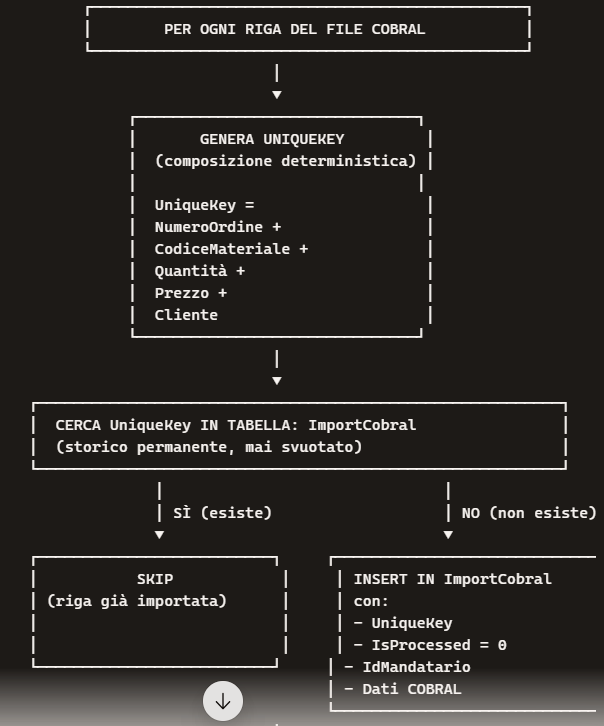 PER OGNI RIGA DEL FILE COBRAL
GENERA UNIQUEKEY
(composizione deterministica)
UniqueKey =
NumeroOrdine +
CodiceMateriale +
Quantità +
Prezzo +
Cliente
CERCA UniqueKey IN TABELLA: ImportCobral
(storico permanente, mai svuotato)
SÌ (esiste)
NO (non esiste)
SKIP
(riga già importata)
INSERT IN ImportCobral
con:
- UniqueKey
- IsProcessed = 0
- IdMandatario
- Dati COBRAL